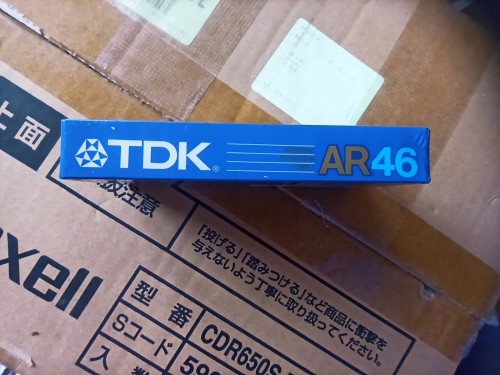 上面
TDK® AR46
扱注意
「投げる」「踏みつける」など商品に衝撃を
与えないよう丁寧に取り扱ってください。
xell
型番 CDR650S
Sコード
入数